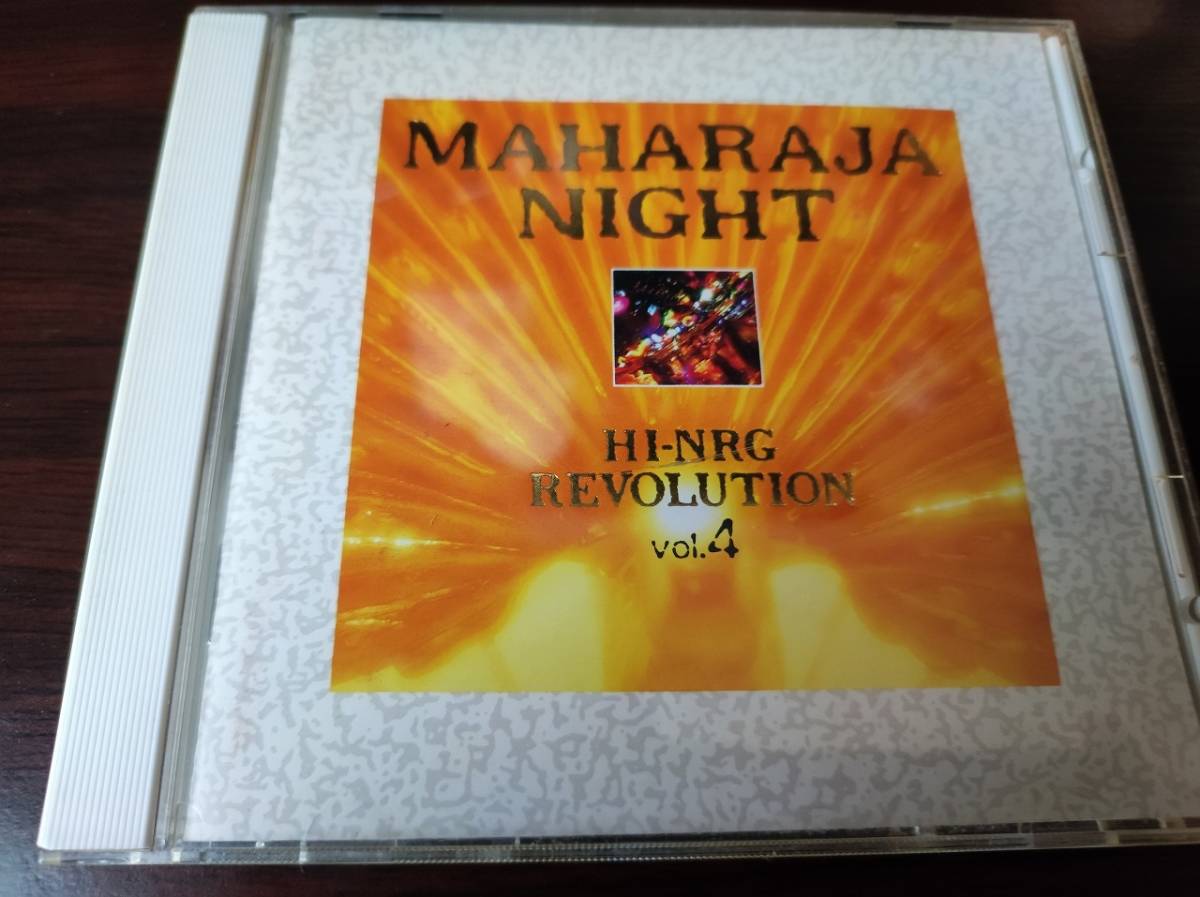 MAHARAJA
NIGHT
HI-NRG
REVOLUTION
vol.4